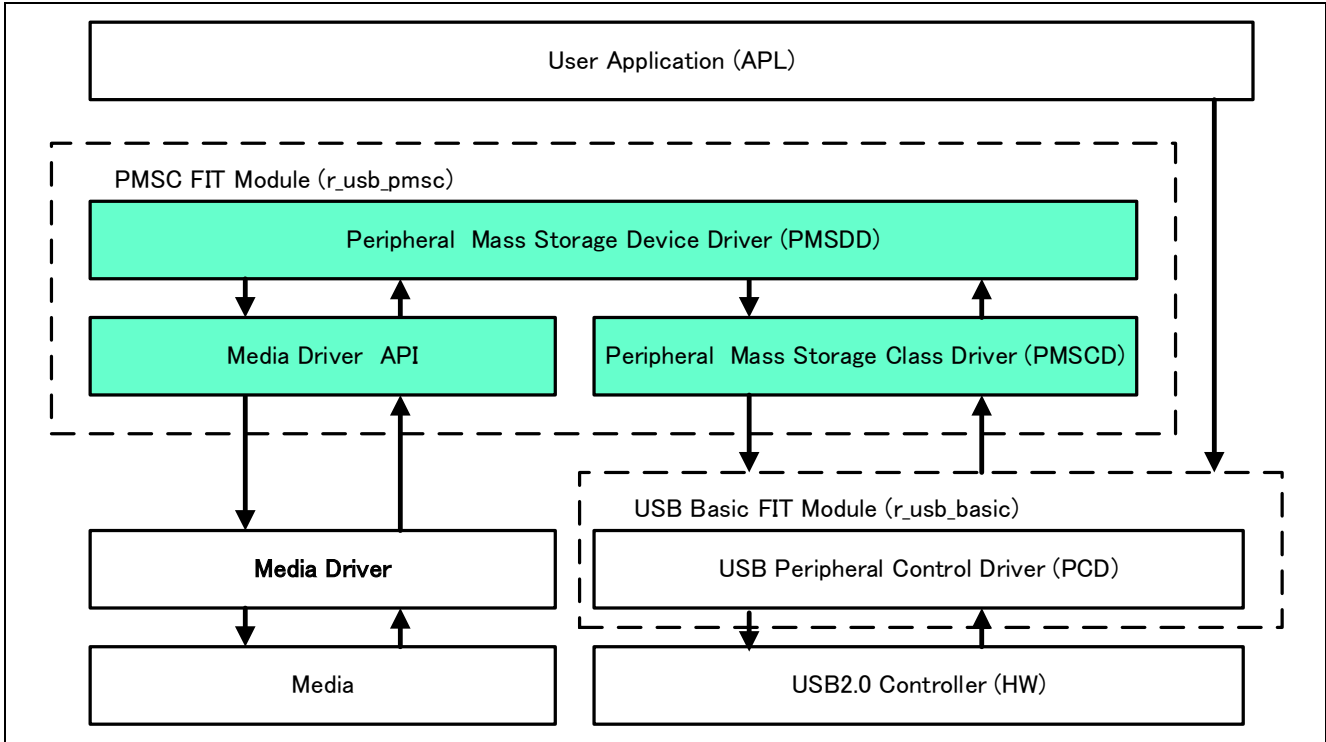 User Application (APL)
PMSC FIT Module (r_usb_pmsc)
Peripheral Mass Storage Device Driver (PMSDD)
Media Driver API
Peripheral Mass Storage Class Driver (PMSCD)
USB Basic FIT Module (r_usb_basic)
Media Driver
USB Peripheral Control Driver (PCD)
Media
USB2.0 Controller (HW)